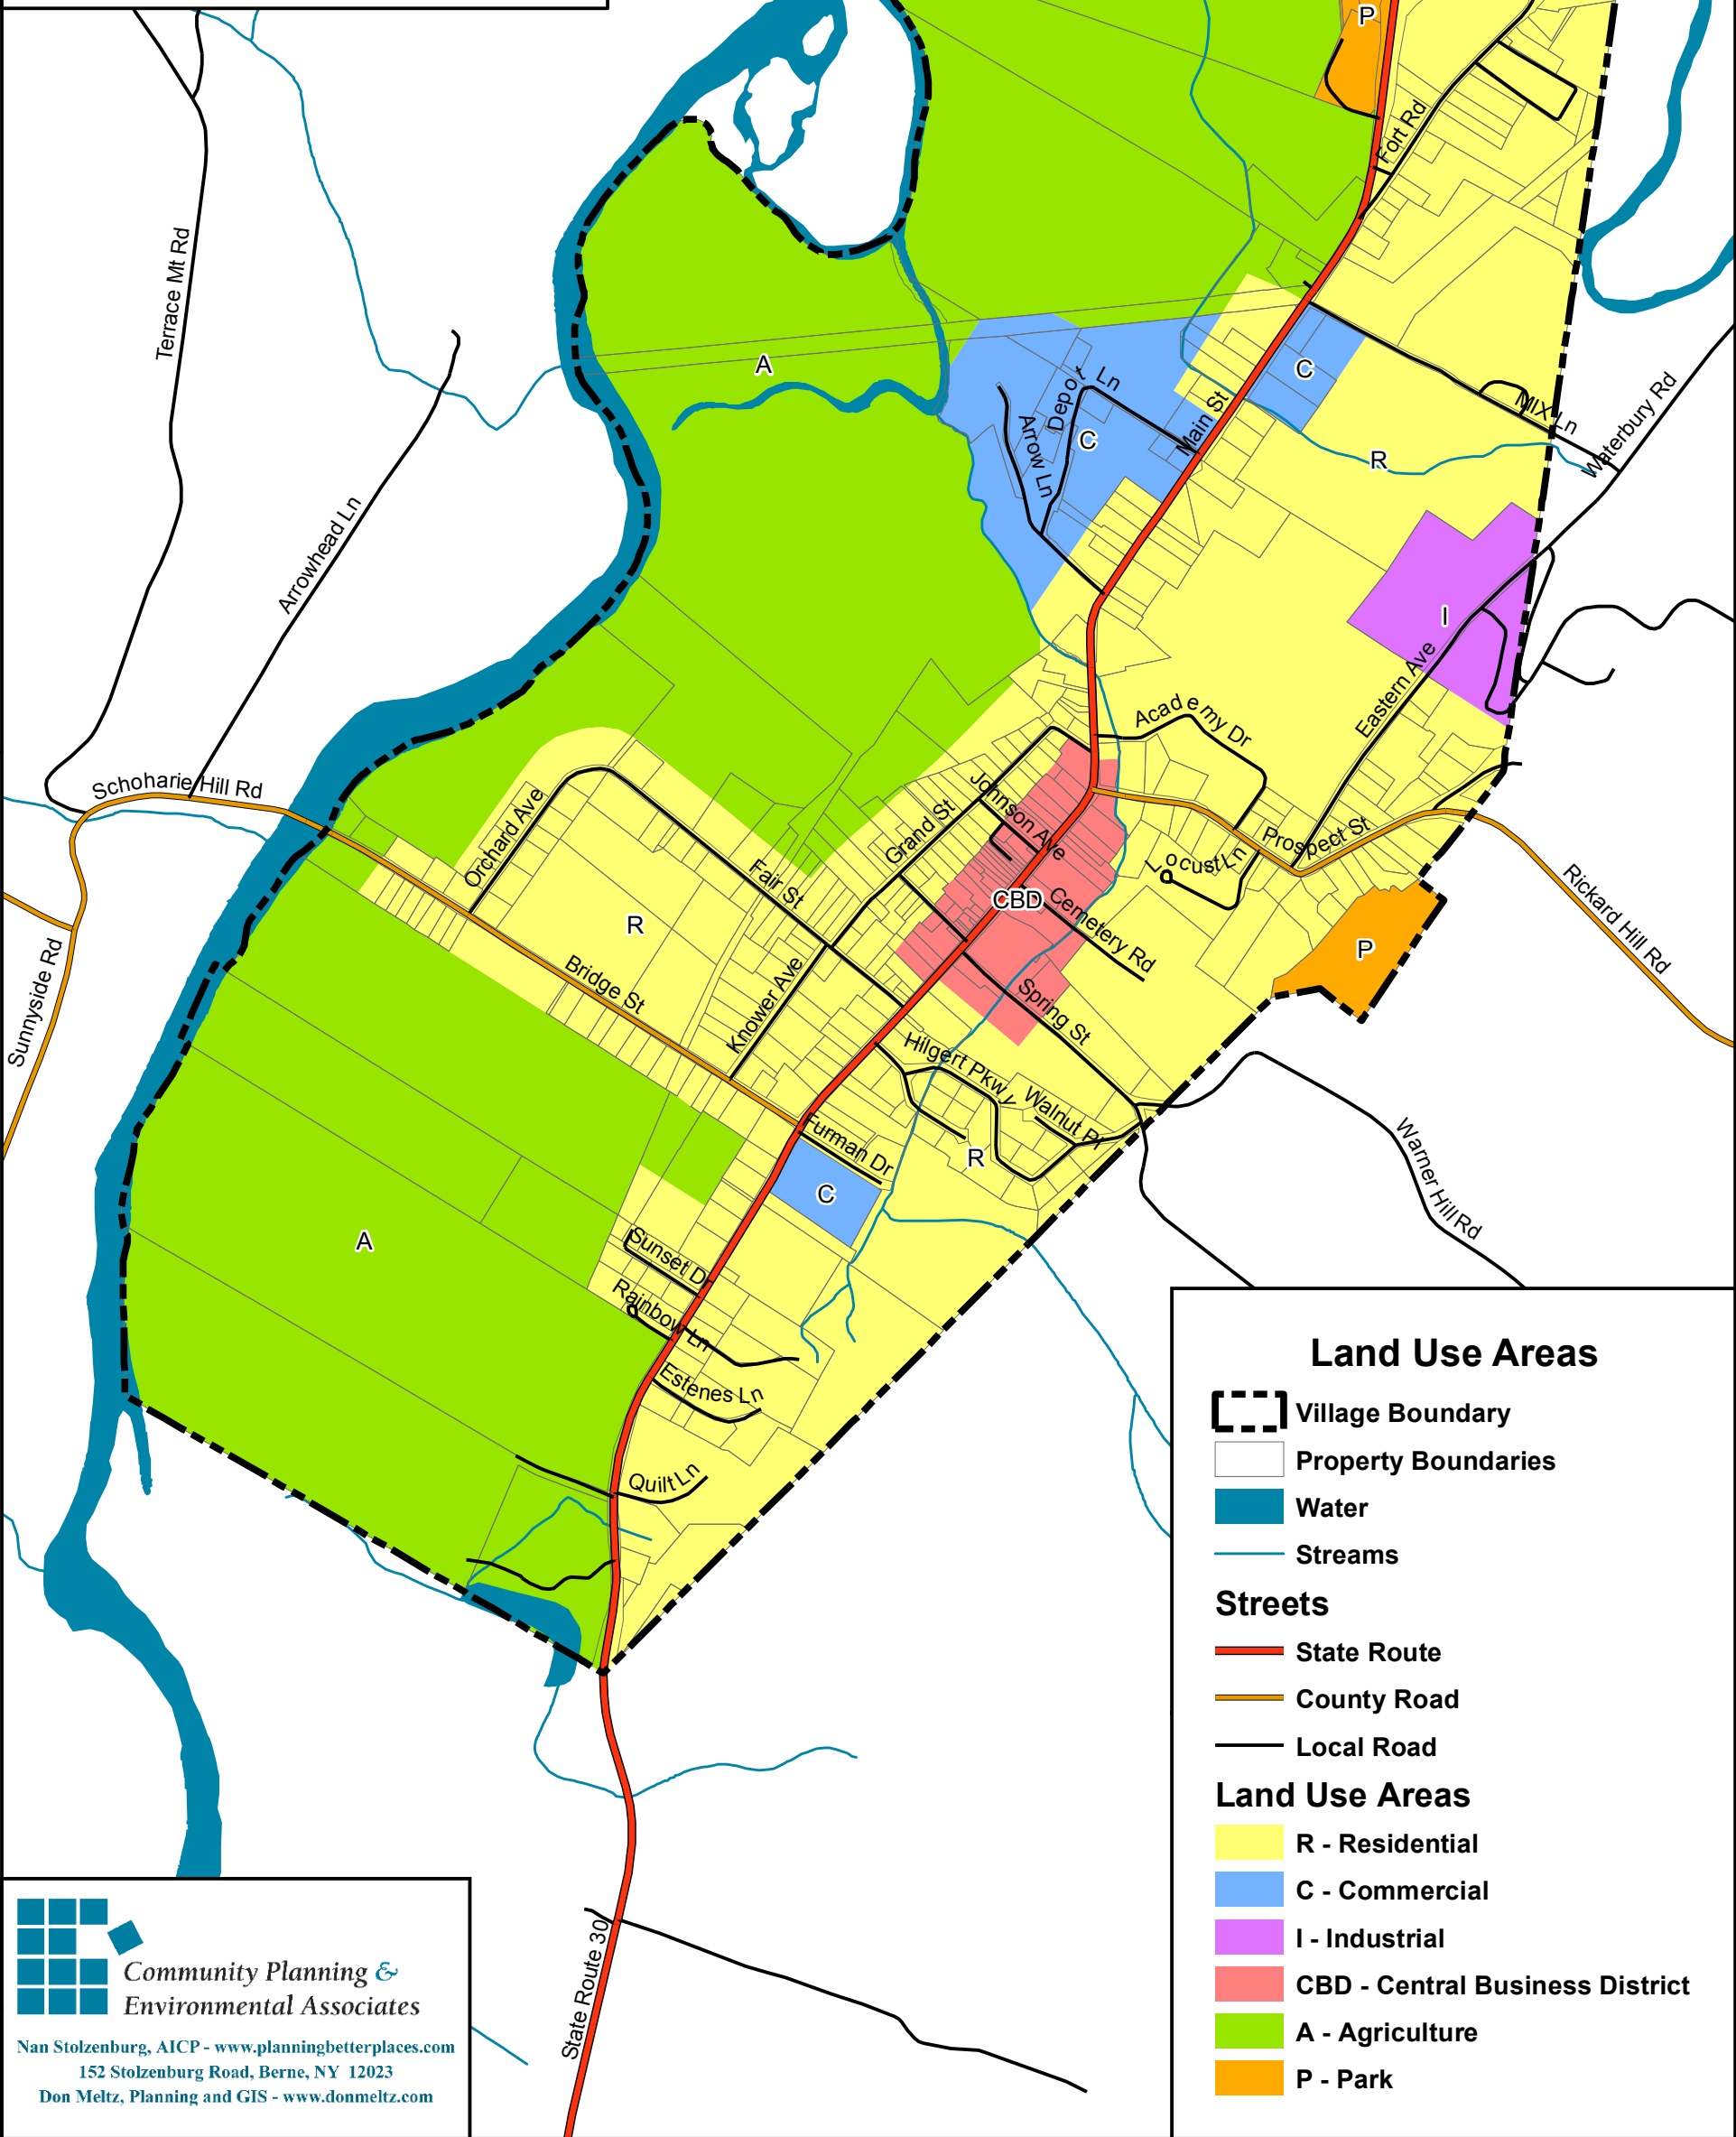 P
Fort Rd
Terrace Mt Rd
A
C
Depot Ln
Arrow Ln
C
Main St
MIX Ln
Waterbury Rd
R
Arrowhead Ln
I
Eastern Ave
Academy Dr
Schoharie Hill Rd
Orchard Ave
Johnson Ave
Grand St
Prospect St
Locust Ln
Fair St
CBD
Cemetery Rd
Rickard Hill Rd
R
P
Sunnyside Rd
Bridge St
Knower Ave
Spring St
Hilgert Pkwy
Walnut Pl
Furman Dr
R
Warner Hill Rd
C
A
Sunset Dr
Rainbow Ln
Estenes Ln
Quilt Ln
State Route 30
Land Use Areas
Village Boundary
Property Boundaries
Water
Streams
Streets
State Route
County Road
Local Road
Land Use Areas
R - Residential
C - Commercial
I - Industrial
CBD - Central Business District
A - Agriculture
P - Park
Community Planning &
Environmental Associates
Nan Stolzenburg, AICP - www.planningbetterplaces.com
152 Stolzenburg Road, Berne, NY 12023
Don Meltz, Planning and GIS - www.donmeltz.com